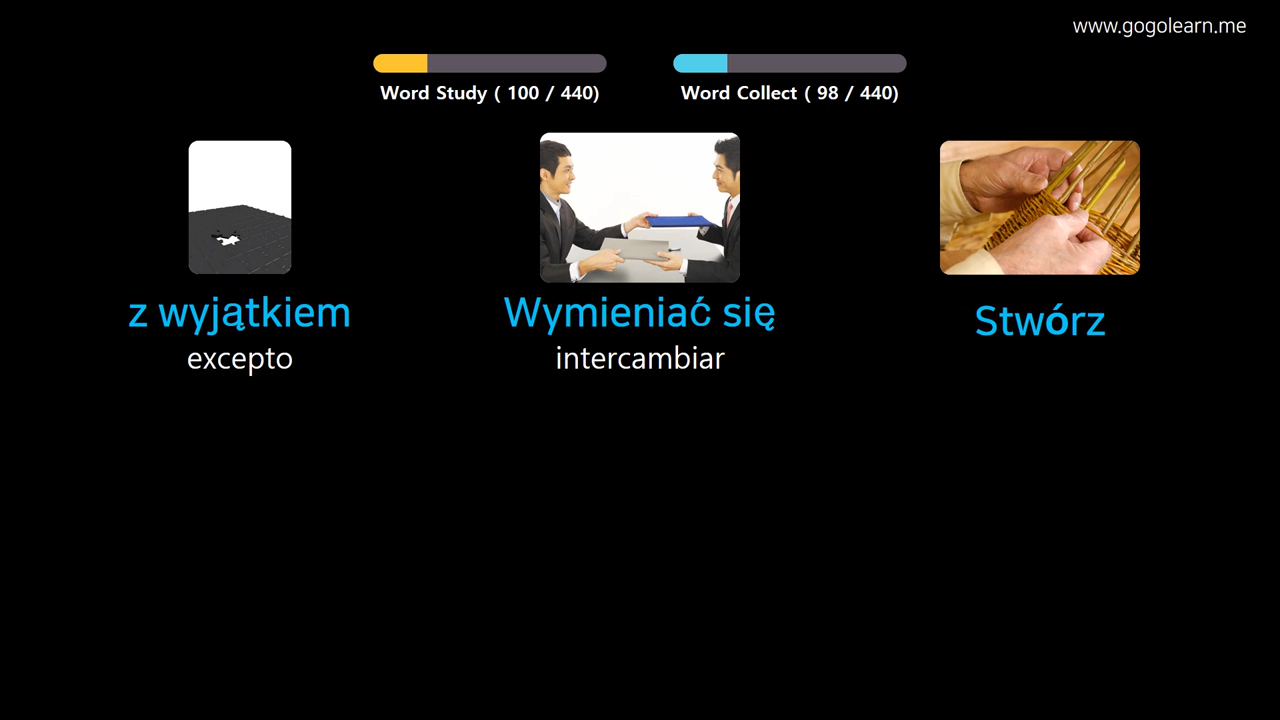 www.gogolearn.me
Word Study ( 100 / 440)
Word Collect ( 98 / 440)
z wyjątkiem
excepto
Wymieniać się
intercambiar
Stwórz